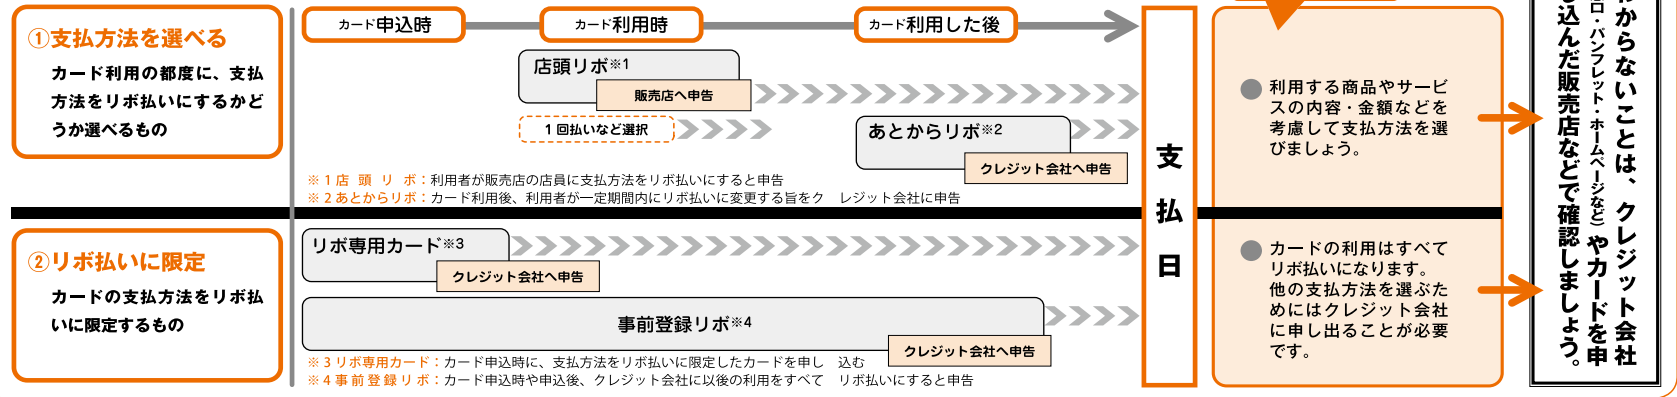 ①支払方法を選べる
カード利用の都度に、支払
方法をリボ払いにするかど
うか選べるもの
カード申込時
カード利用時
カード利用した後
店頭リボ※1
販売店へ申告
1回払いなど選択
あとからリボ※2
クレジット会社へ申告
※1店頭リボ：利用者が販売店の店員に支払方法をリボ払いにすると申告
※2あとからリボ：カード利用後、利用者が一定期間内にリボ払いに変更する旨をク　レジット会社に申告
②リボ払いに限定
カードの支払方法をリボ払
いに限定するもの
リボ専用カード※3
クレジット会社へ申告
事前登録リボ※4
クレジット会社へ申告
※3リボ専用カード：カード申込時に、支払方法をリボ払いに限定したカードを申し　込む
※4事前登録リボ：カード申込時や申込後、クレジット会社に以後の利用をすべて　リボ払いにすると申告
支払日
利用する商品やサービ
スの内容・金額などを
考慮して支払方法を選
びましょう。
カードの利用はすべて
リボ払いになります。
他の支払方法を選ぶた
めにはクレジット会社
に申し出ることが必要
です。
からないことは、クレジット会社
ロ・パンフレット・ホームページなど）やカードを申
し込んだ販売店などで確認しましょう。